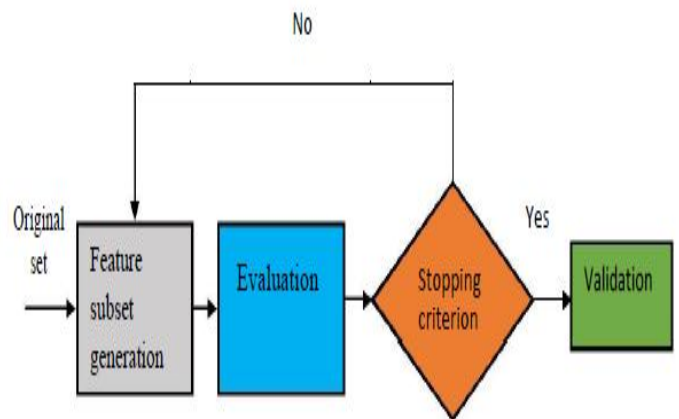 No
Original
set
Feature
subset
generation
Evaluation
Stopping
criterion
Yes
Validation